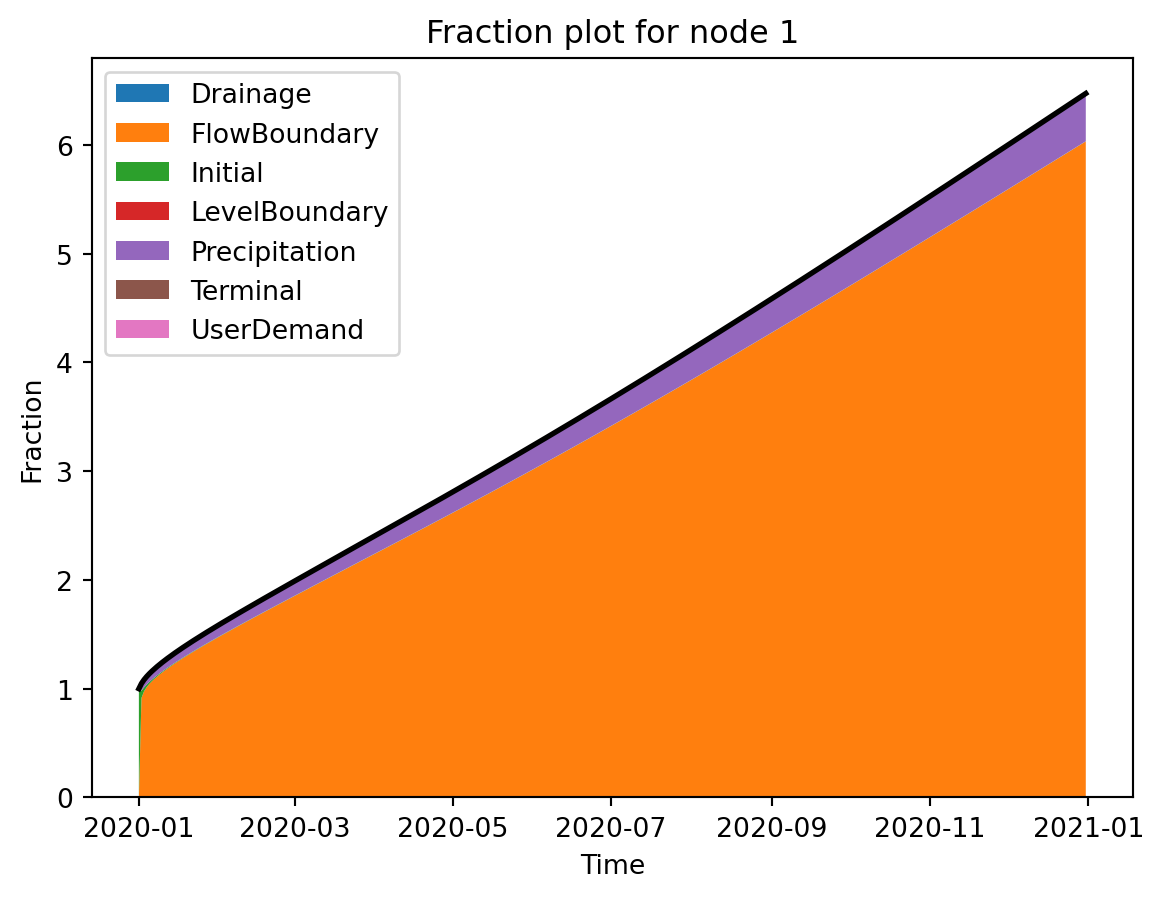 Fraction plot for node 1
Drainage
FlowBoundary
Initial
LevelBoundary
Precipitation
Terminal
UserDemand
6
5
4
3
2
1
0
Fraction
2020-01 2020-03 2020-05 2020-07 2020-09 2020-11 2021-01
Time